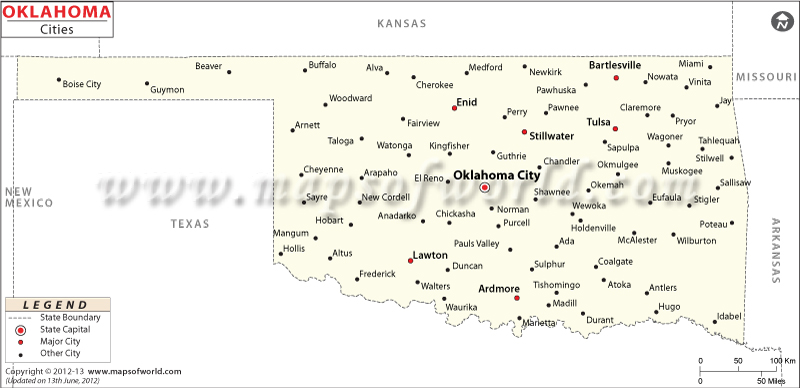 OKLAHOMA
Cities
KANSAS
N
MISSOURI
NEW
MEXICO
TEXAS
ARKANSAS
Boise City
Guymon
Beaver
Buffalo
Alva
Cherokee
Medford
Newkirk
Bartlesville
Miami
Nowata
Vinita
Pawhuska
Woodward
Enid
Perry
Pawnee
Claremore
Jay
Pryor
Arnett
Fairview
Stillwater
Tulsa
Taloga
Watonga
Kingfisher
Guthrie
Sapulpa
Wagoner
Tahlequah
Stilwell
Cheyenne
Arapaho
El Reno
Oklahoma City
Chandler
Okmulgee
Muskogee
Sallisaw
www.mapsofworld.com
Sayre
New Cordell
Shawnee
Okemah
Eufaula
Stigler
Hobart
Anadarko
Chickasha
Norman
Purcell
Wewoka
Holdenville
Poteau
Mangum
Hollis
Altus
Pauls Valley
Ada
McAlester
Wilburton
Lawton
Duncan
Sulphur
Coalgate
Frederick
Walters
Waurika
Ardmore
Tishomingo
Madill
Marietta
Atoka
Antlers
Durant
Hugo
Idabel
LEGEND
State Boundary
State Capital
Major City
Other City
Copyright © 2012-13 www.mapsofworld.com
(Updated on 13th June, 2012)
0 50 100 Km
0 50 Miles